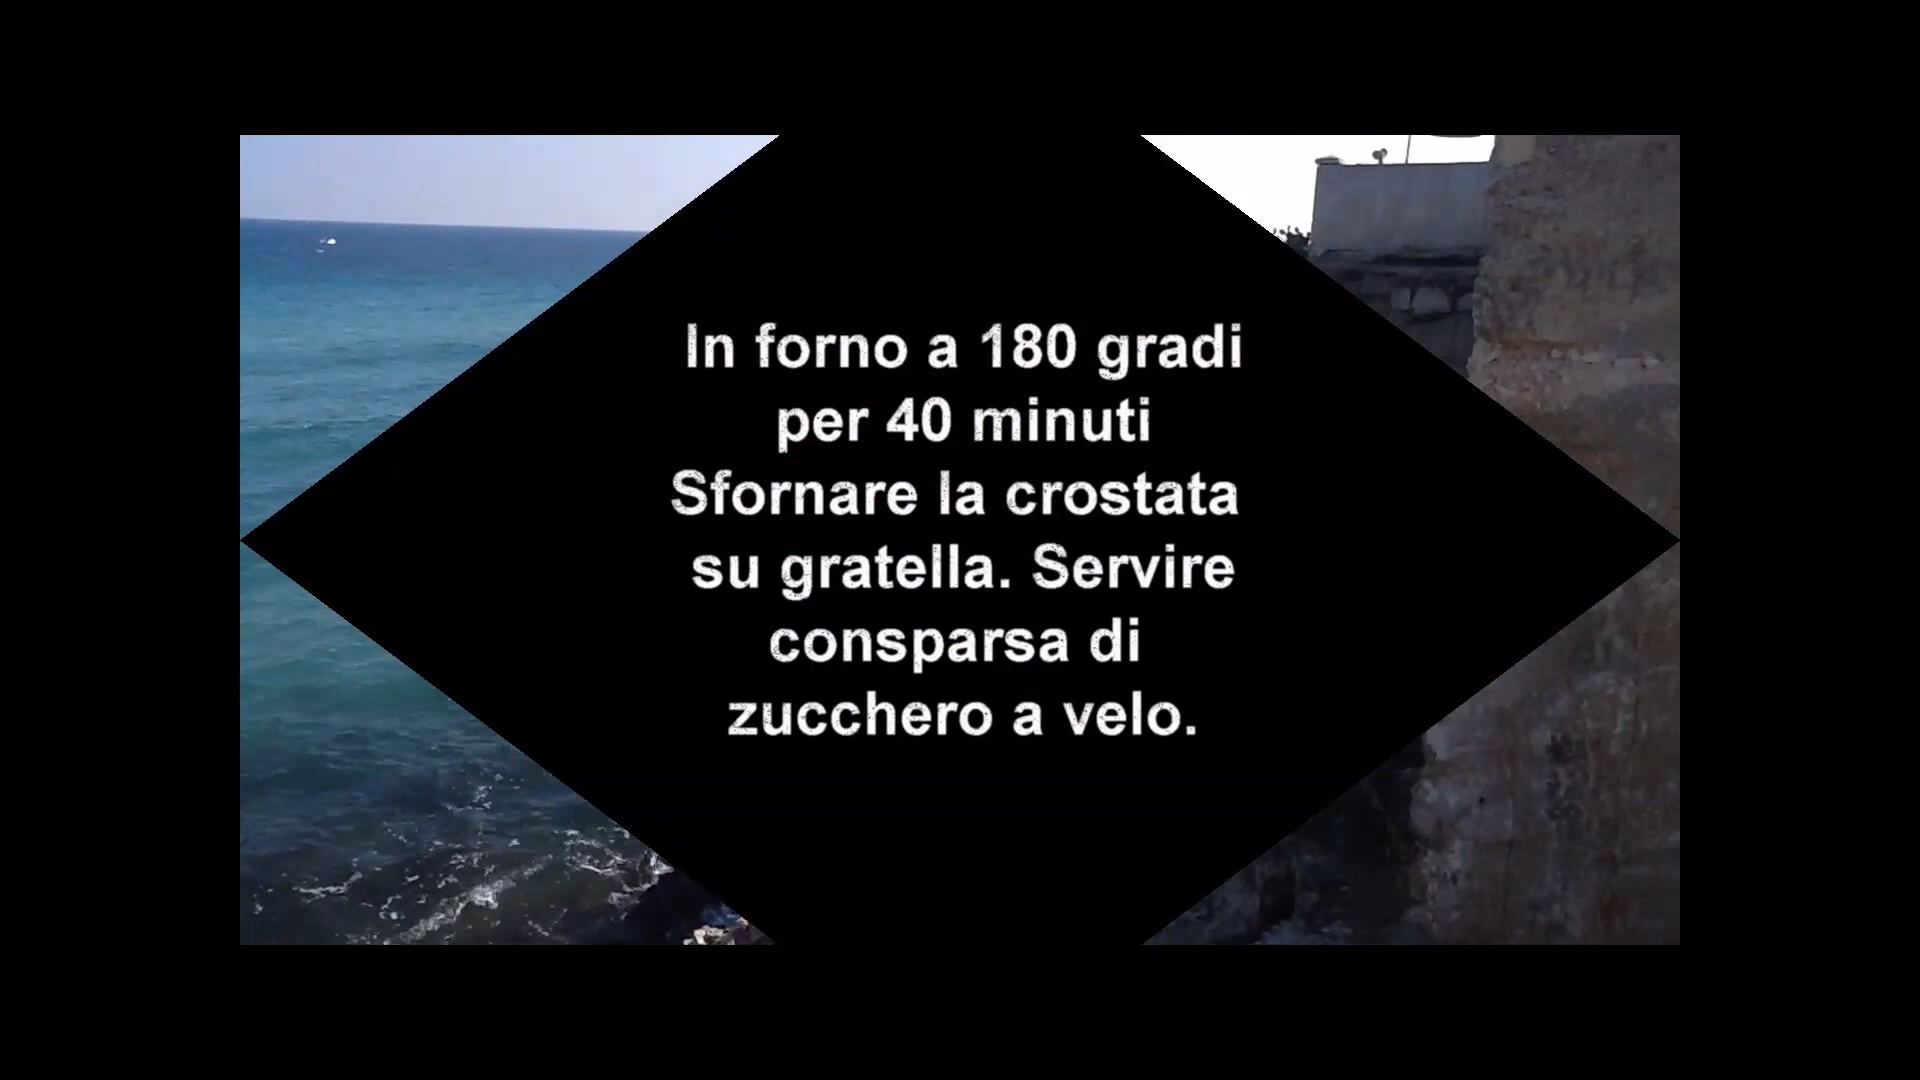 In forno a 180 gradi
per 40 minuti
Sfornare la crostata
su gratella. Servire
consparsa di
zucchero a velo.